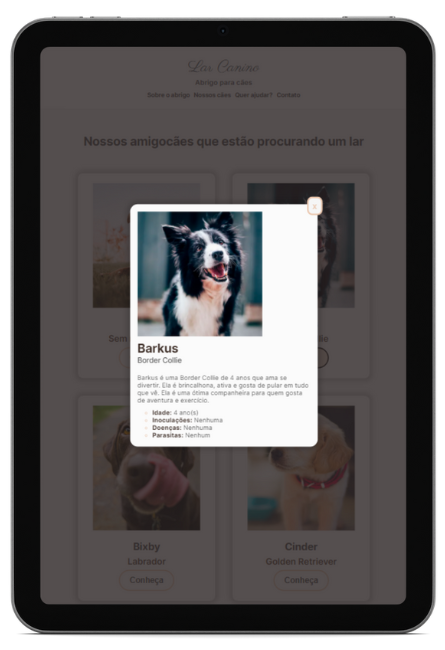 Lar Canino
Abrigo para cães
Sobre o abrigo Nossos cães Quer ajudar? Contato
Nossos amigocães que estão procurando um lar
x
Barkus
Border Collie
Barkus é uma Border Collie de 4 anos que ama se
divertir. Ela é brincalhona, ativa e gosta de pular em tudo
que vê. Ela é uma ótima companheira para quem gosta
de aventura e exercício.
Idade: 4 ano(s)
Inoculações: Nenhuma
Doenças: Nenhuma
Parasitas: Nenhum
Bixby
Labrador
Conheça
Cinder
Golden Retriever
Conheça